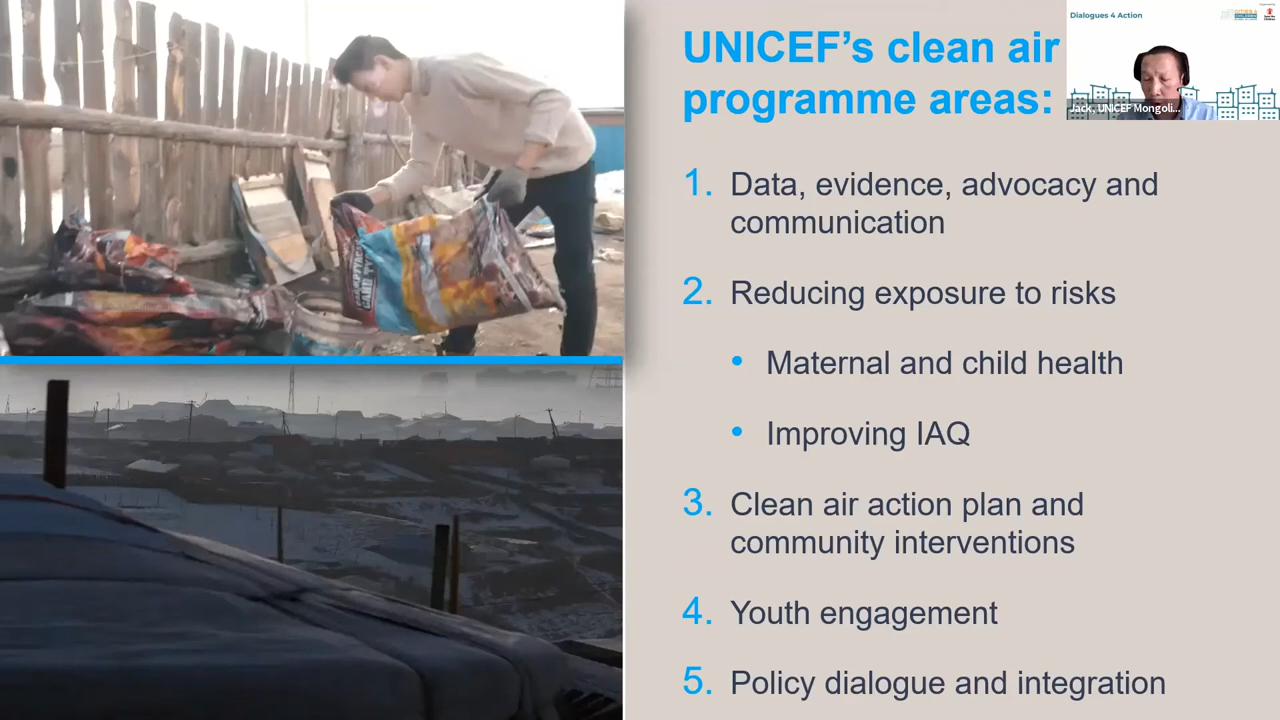 UNICEF’s clean air
programme areas:
Dialogues 4 Action
Jack, UNICEF Mongoli...
1. Data, evidence, advocacy and
communication
2. Reducing exposure to risks
• Maternal and child health
• Improving IAQ
3. Clean air action plan and
community interventions
4. Youth engagement
5. Policy dialogue and integration